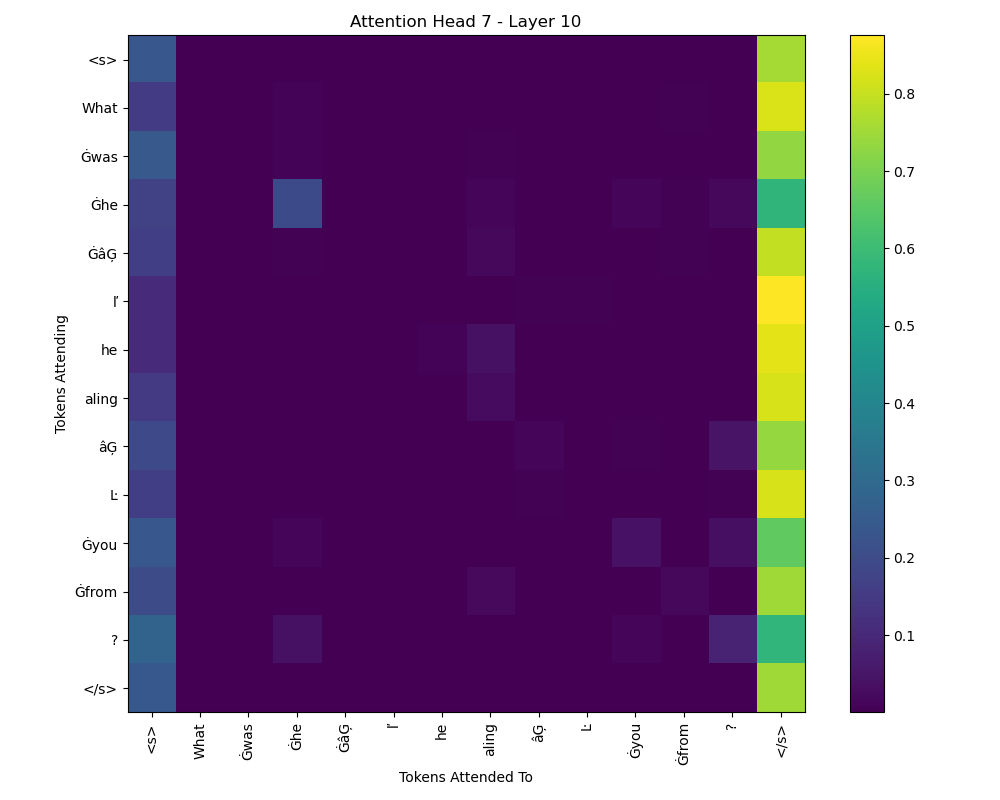 Attention Head 7 - Layer 10
Tokens Attending
<s>
What
Ġwas
Ġhe
ĠâĢ
ľ
he
aling
âĢ
Ŀ
Ġyou
Ġfrom
?
</s>
<s>
What
Ġwas
Ġhe
ĠâĢ
ľ
he
aling
âĢ
Ŀ
Ġyou
Ġfrom
?
</s>
Tokens Attended To
0.8
0.7
0.6
0.5
0.4
0.3
0.2
0.1